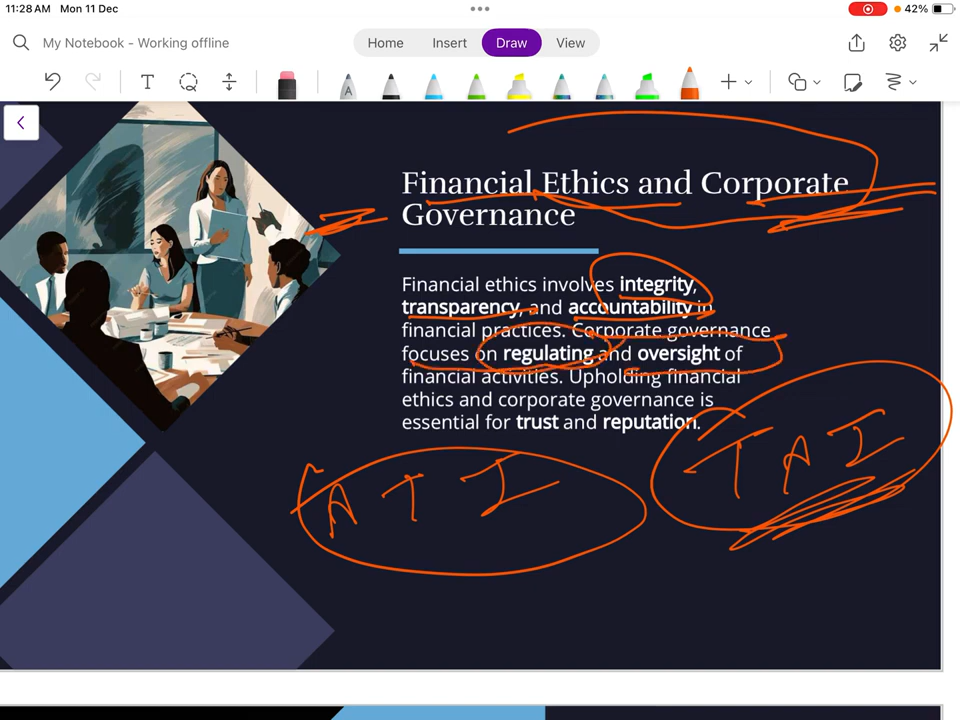 11:28 AM Mon 11 Dec
42%
My Notebook - Working offline
Home Insert Draw View
T
A
Financial Ethics and Corporate
Governance
Financial ethics involves integrity,
transparency, and accountability in
financial practices. Corporate governance
focuses on regulating and oversight of
financial activities. Upholding financial
ethics and corporate governance is
essential for trust and reputation.
T A I
A T I